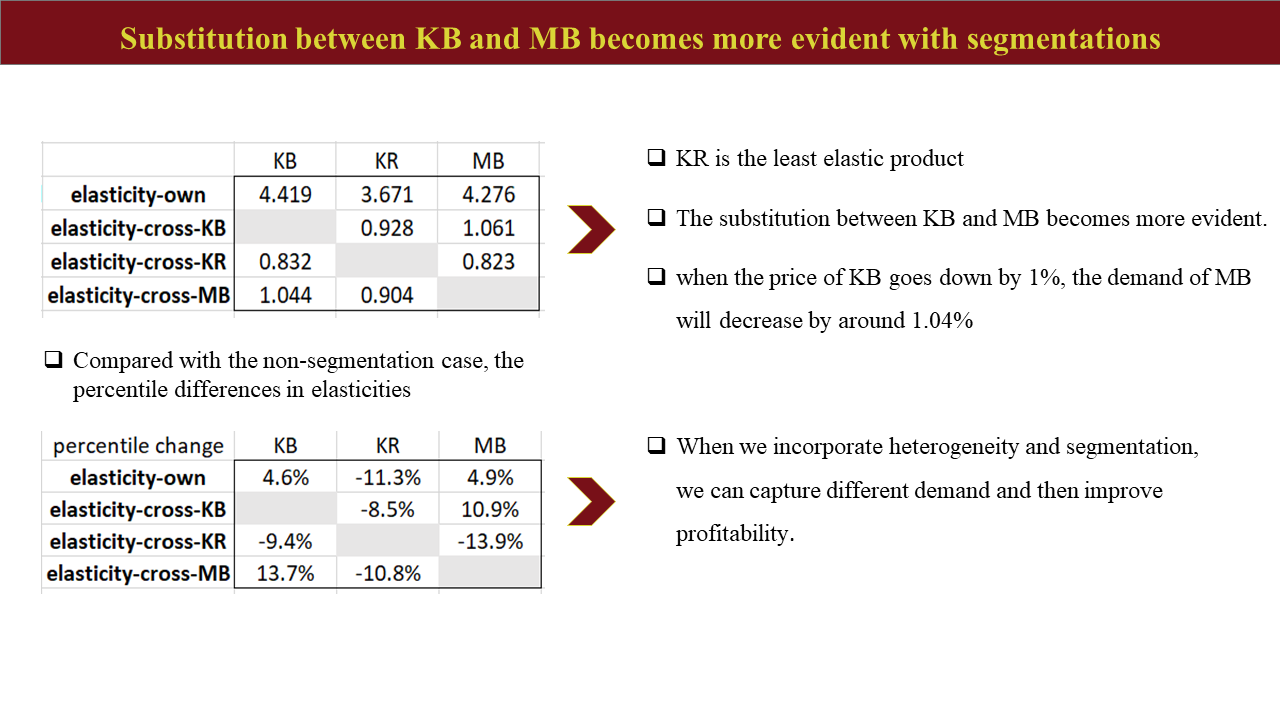 Substitution between KB and MB becomes more evident with segmentations
KB KR MB
elasticity-own 4.419 3.671 4.276
elasticity-cross-KB 0.928 1.061
elasticity-cross-KR 0.832 0.823
elasticity-cross-MB 1.044 0.904
Compared with the non-segmentation case, the
percentile differences in elasticities
percentile change KB KR MB
elasticity-own 4.6% -11.3% 4.9%
elasticity-cross-KB -8.5% 10.9%
elasticity-cross-KR -9.4% -13.9%
elasticity-cross-MB 13.7% -10.8%
KR is the least elastic product
The substitution between KB and MB becomes more evident.
when the price of KB goes down by 1%, the demand of MB
will decrease by around 1.04%
When we incorporate heterogeneity and segmentation,
we can capture different demand and then improve
profitability.